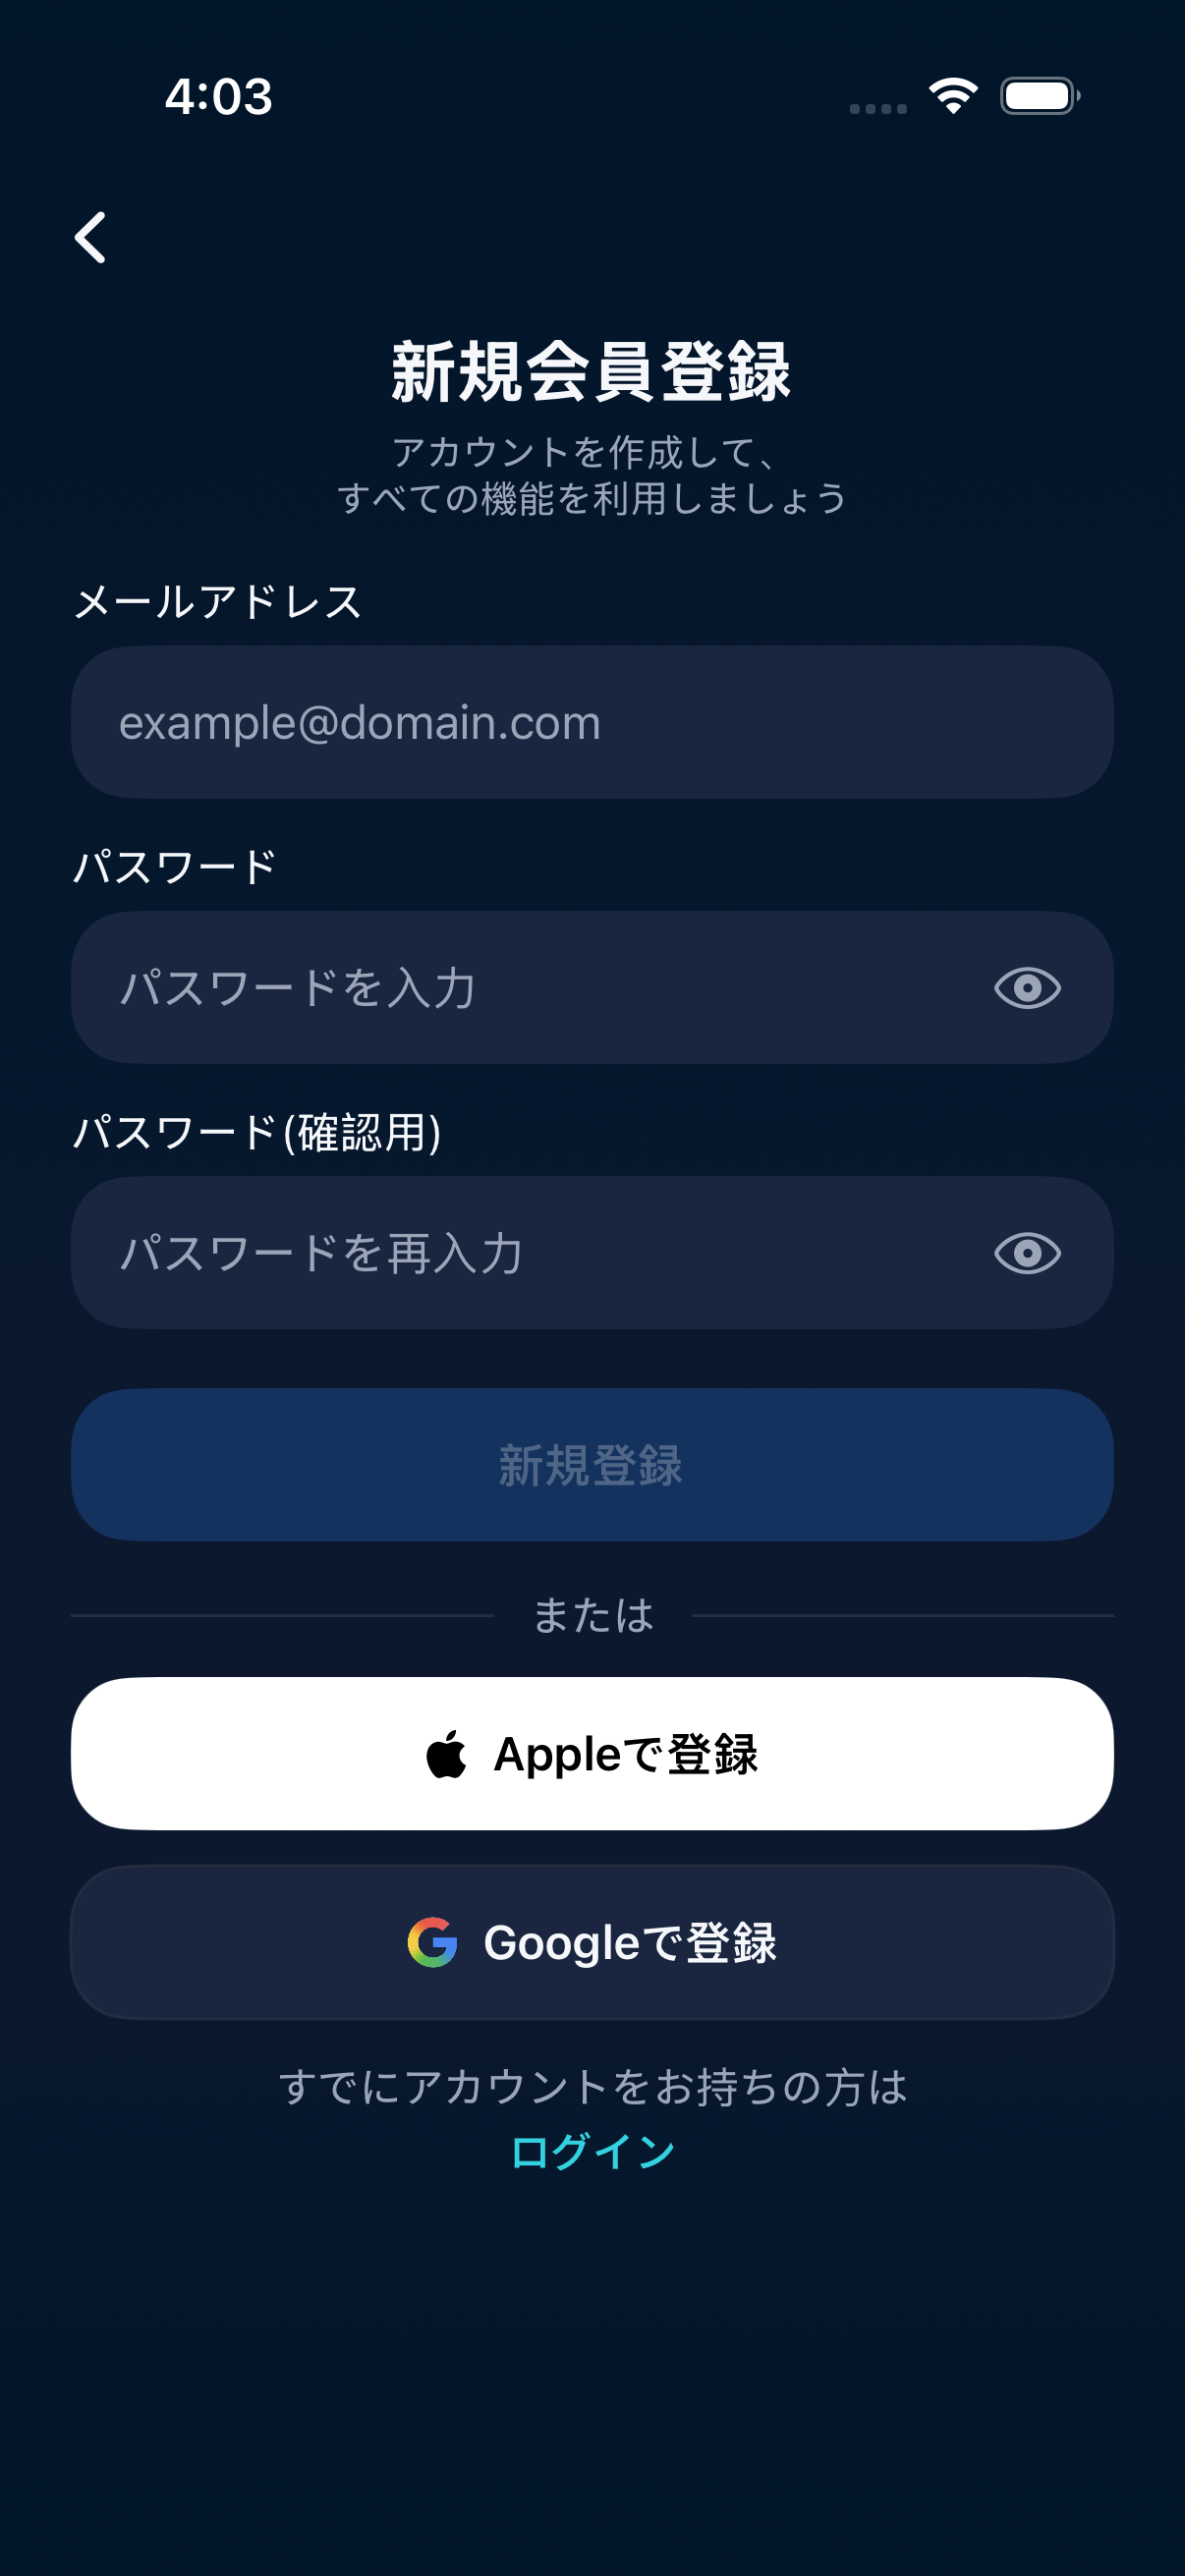 4:03
新規会員登録
アカウントを作成して、
すべての機能を利用しましょう
メールアドレス
example@domain.com
パスワード
パスワードを入力
パスワード(確認用)
パスワードを再入力
新規登録
または
Appleで登録
Googleで登録
すでにアカウントをお持ちの方は
ログイン